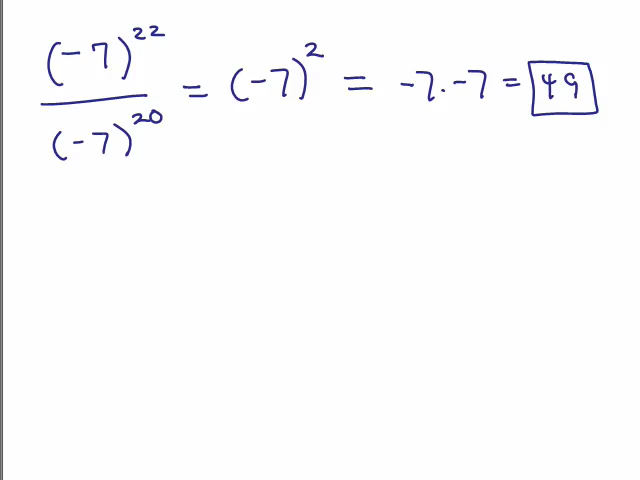 (-7)^22 / (-7)^20 = (-7)^2 = -7 · -7 = 49